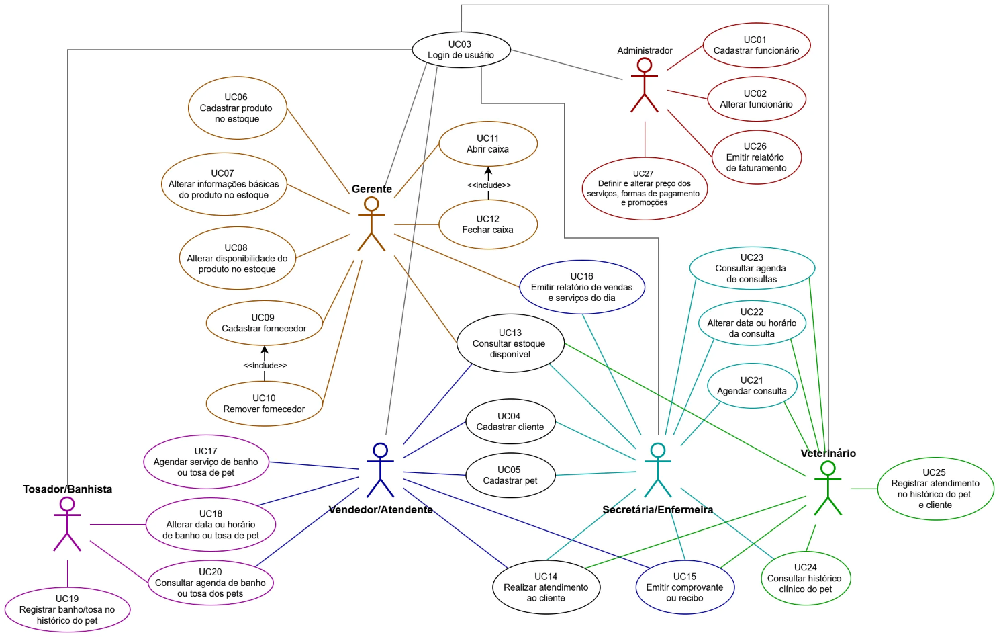 UC03
Login de usuário
Administrador
UC01
Cadastrar funcionário
UC02
Alterar funcionário
UC26
Emitir relatório
de faturamento
UC27
Definir e alterar preço dos
serviços, formas de pagamento
e promoções
UC06
Cadastrar produto
no estoque
UC07
Alterar informações básicas
do produto no estoque
UC08
Alterar disponibilidade do
produto no estoque
UC09
Cadastrar fornecedor
<<include>>
UC10
Remover fornecedor
Gerente
UC11
Abrir caixa
<<include>>
UC12
Fechar caixa
UC16
Emitir relatório de vendas
e serviços do dia
UC13
Consultar estoque
disponível
UC23
Consultar agenda
de consultas
UC22
Alterar data ou horário
da consulta
UC21
Agendar consulta
UC04
Cadastrar cliente
UC05
Cadastrar pet
UC17
Agendar serviço de banho
ou tosa de pet
Tosador/Banhista
UC18
Alterar data ou horário
de banho ou tosa de pet
UC20
Consultar agenda de banho
ou tosa dos pets
UC19
Registrar banho/tosa no
histórico do pet
Vendedor/Atendente
Secretária/Enfermeira
Veterinário
UC25
Registrar atendimento
no histórico do pet
e cliente
UC14
Realizar atendimento
ao cliente
UC15
Emitir comprovante
ou recibo
UC24
Consultar histórico
clínico do pet